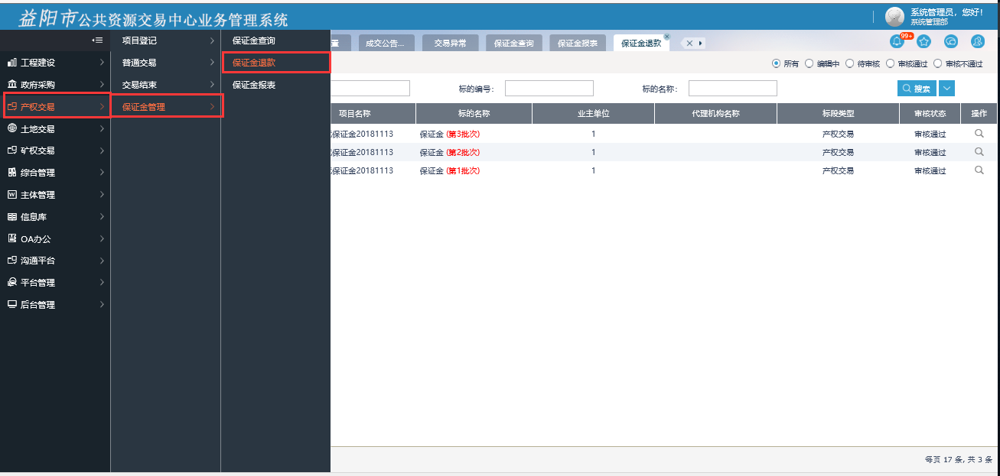 益阳市公共资源交易中心业务管理系统
系统管理员，您好！
系统管理部
项目登记
保证金查询
置
成交公告...
交易异常
保证金查询
保证金报表
保证金退款
99+
工程建设
普通交易
保证金退款
所有
编辑中
待审核
审核通过
审核不通过
政府采购
交易结束
保证金报表
标的编号：
标的名称：
搜索
产权交易
保证金管理
项目名称
标的名称
业主单位
代理机构名称
标段类型
审核状态
操作
土地交易
保证金20181113
保证金 (第3批次)
1
产权交易
审核通过
矿权交易
保证金20181113
保证金 (第2批次)
1
产权交易
审核通过
综合管理
保证金20181113
保证金 (第1批次)
1
产权交易
审核通过
主体管理
信息库
OA办公
沟通平台
平台管理
后台管理
每页 17 条, 共 3 条